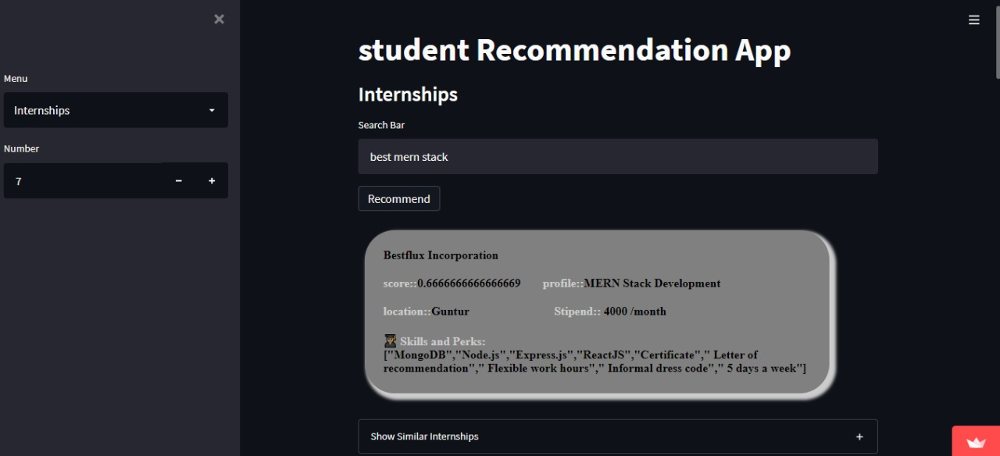 Menu
Internships
Number
7
student Recommendation App
Internships
Search Bar
best mern stack
Recommend
Bestflux Incorporation
score::0.6666666666666669 profile::MERN Stack Development
location::Guntur Stipend:: 4000 /month
Skills and Perks:
["MongoDB","Node.js","Express.js","ReactJS","Certificate"," Letter of
recommendation"," Flexible work hours"," Informal dress code"," 5 days a week"]
Show Similar Internships